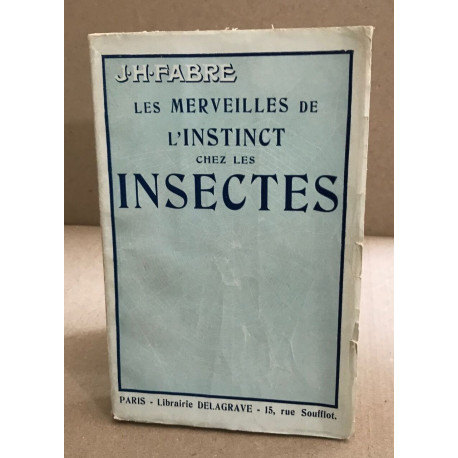 J·H·FABRE
LES MERVEILLES DE
L'INSTINCT
CHEZ LES
INSECTES
PARIS - Librairie DELAGRAVE - 15, rue Soufflot.